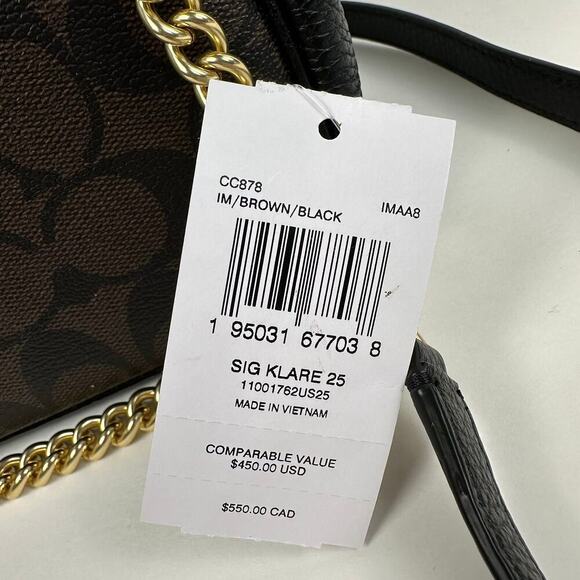 CC878
IM/BROWN/BLACK IMAA8
1 95031 67703 8
SIG KLARE 25
11001762US25
MADE IN VIETNAM
COMPARABLE VALUE
$450.00 USD
$550.00 CAD